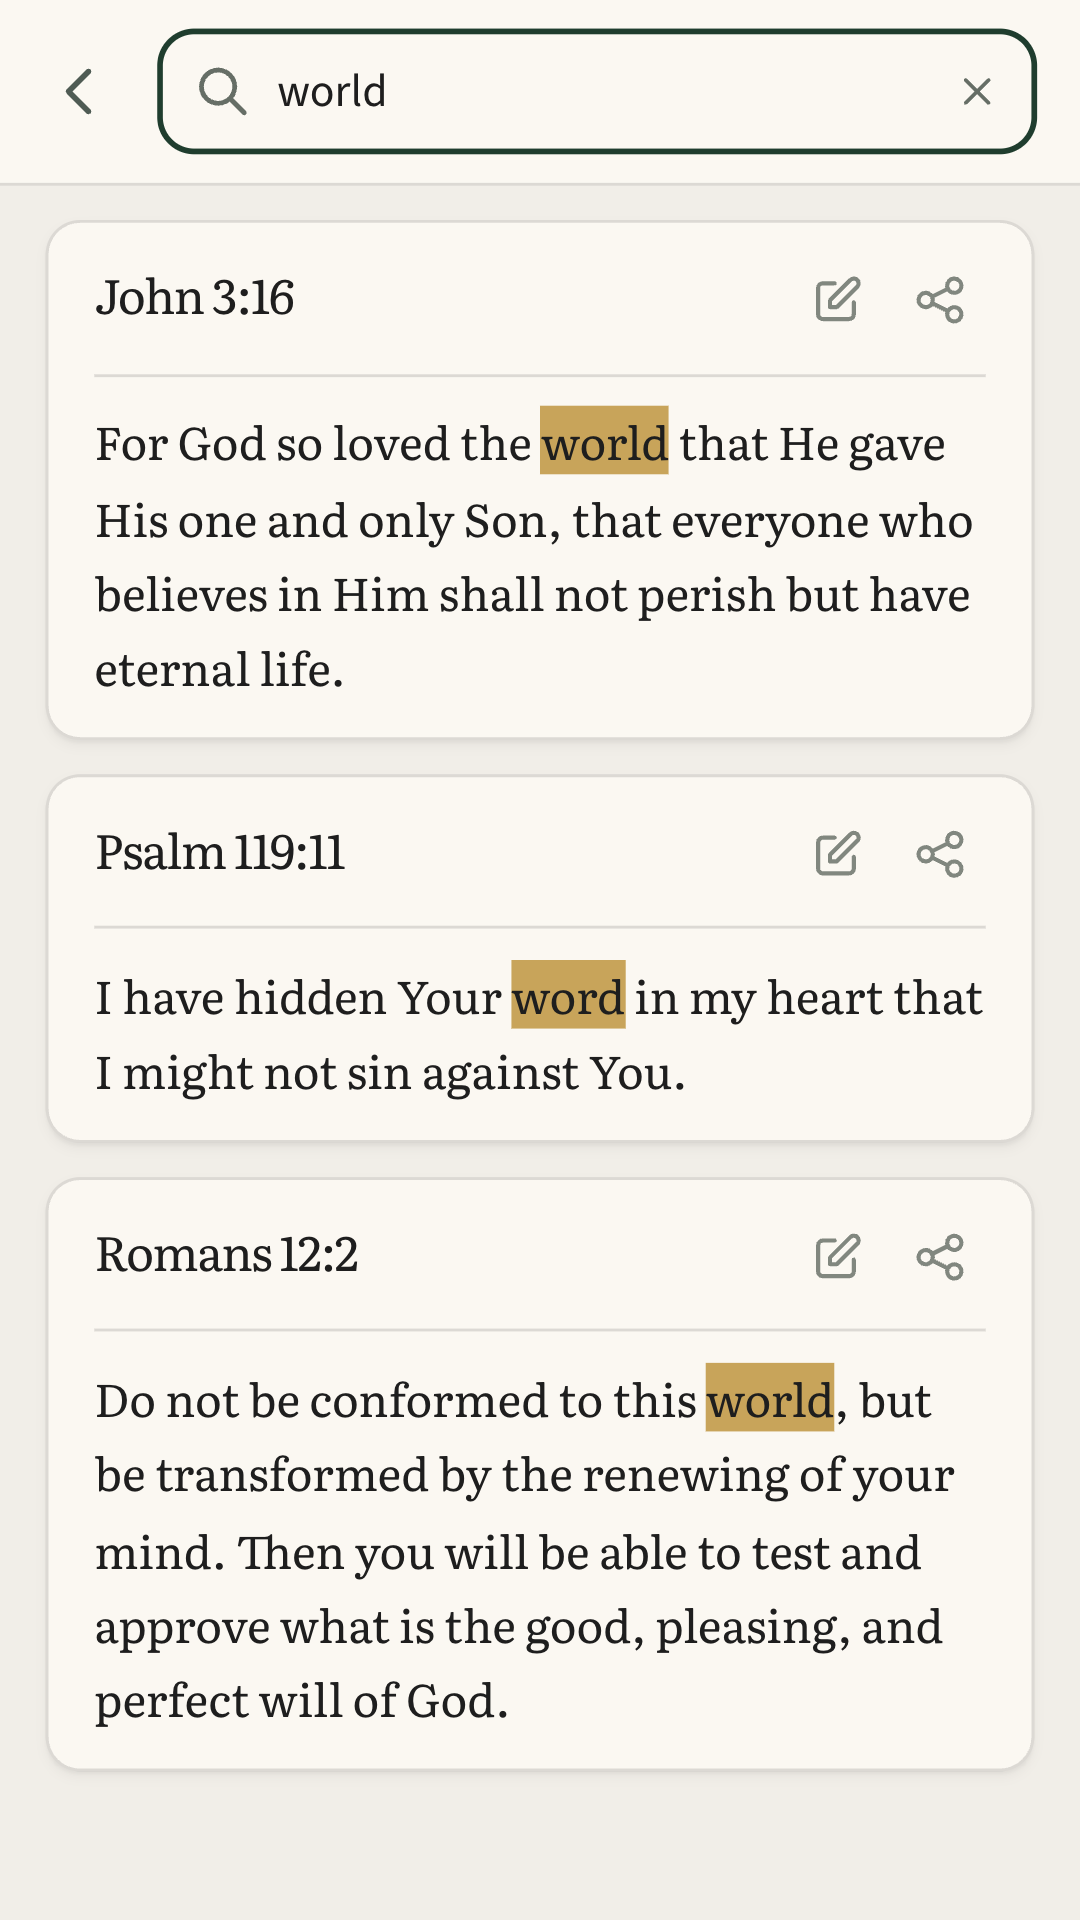 world
John 3:16
For God so loved the world that He gave
His one and only Son, that everyone who
believes in Him shall not perish but have
eternal life.
Psalm 119:11
I have hidden Your word in my heart that
I might not sin against You.
Romans 12:2
Do not be conformed to this world, but
be transformed by the renewing of your
mind. Then you will be able to test and
approve what is the good, pleasing, and
perfect will of God.